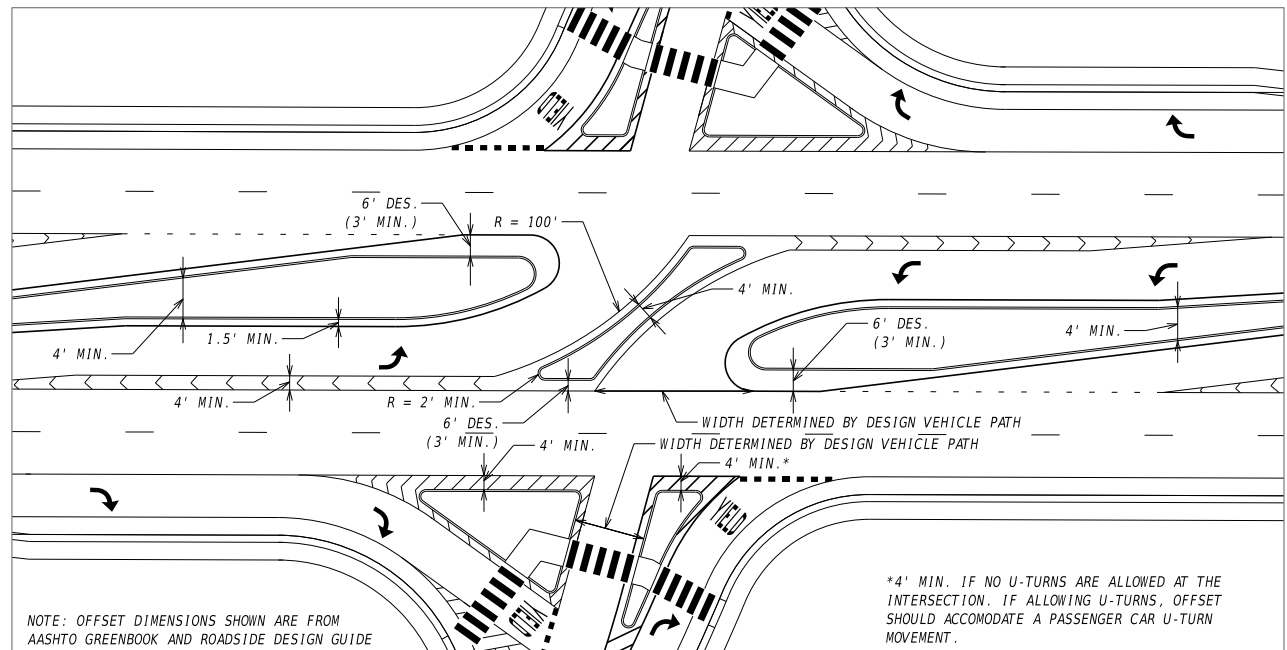 YIELD
YIELD
6' DES.
(3' MIN.)
R = 100'
4' MIN.
6' DES.
(3' MIN.)
4' MIN.
1.5' MIN.
4' MIN.
4' MIN.
R = 2' MIN.
6' DES.
(3' MIN.)
WIDTH DETERMINED BY DESIGN VEHICLE PATH
WIDTH DETERMINED BY DESIGN VEHICLE PATH
4' MIN.
4' MIN.*
YIELD
YIELD
NOTE: OFFSET DIMENSIONS SHOWN ARE FROM
AASHTO GREENBOOK AND ROADSIDE DESIGN GUIDE
*4' MIN. IF NO U-TURNS ARE ALLOWED AT THE
INTERSECTION. IF ALLOWING U-TURNS, OFFSET
SHOULD ACCOMODATE A PASSENGER CAR U-TURN
MOVEMENT.